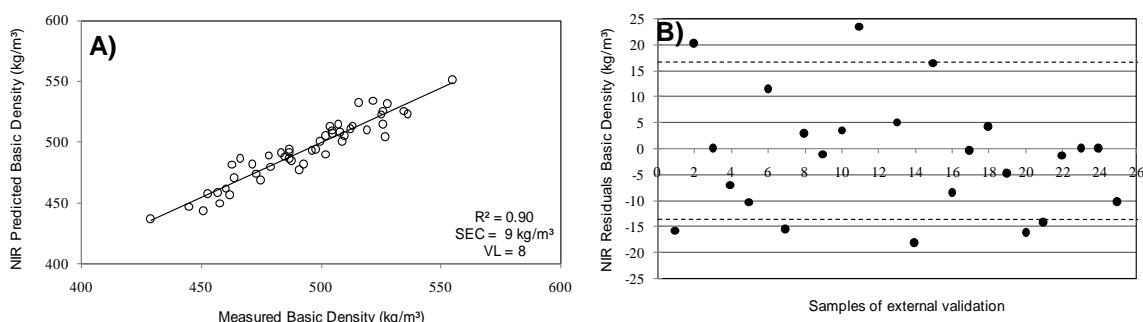 A)
NIR Predicted Basic Density (kg/m³)
600
550
500
450
400
400
450
500
550
600
R² = 0.90
SEC = 9 kg/m³
VL = 8
Measured Basic Density (kg/m³)
B)
NIR Residuals Basic Density (kg/m³)
25
20
15
10
5
0
-5
-10
-15
-20
-25
0 2 4 6 8 10 12 14 16 18 20 22 24 26
Samples of external validation